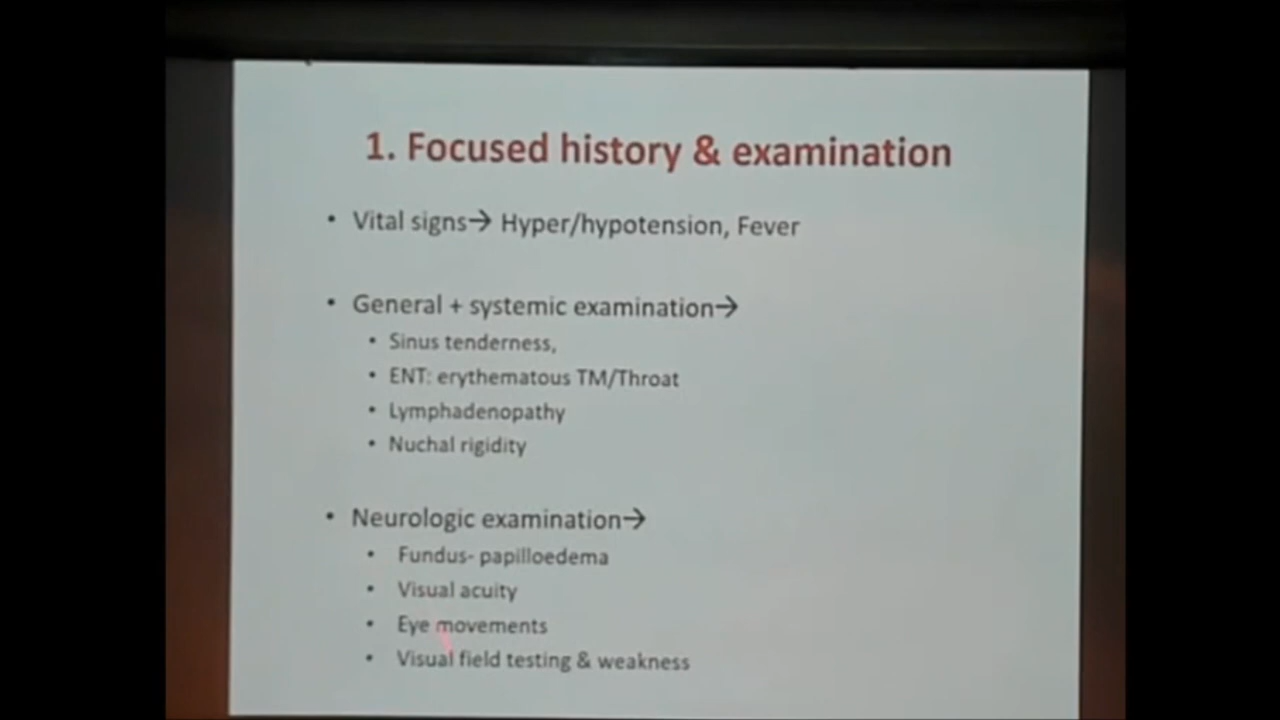 1. Focused history & examination
• Vital signs→ Hyper/hypotension, Fever
• General + systemic examination→
• Sinus tenderness,
• ENT: erythematous TM/Throat
• Lymphadenopathy
• Nuchal rigidity
• Neurologic examination→
• Fundus- papilloedema
• Visual acuity
• Eye movements
• Visual field testing & weakness